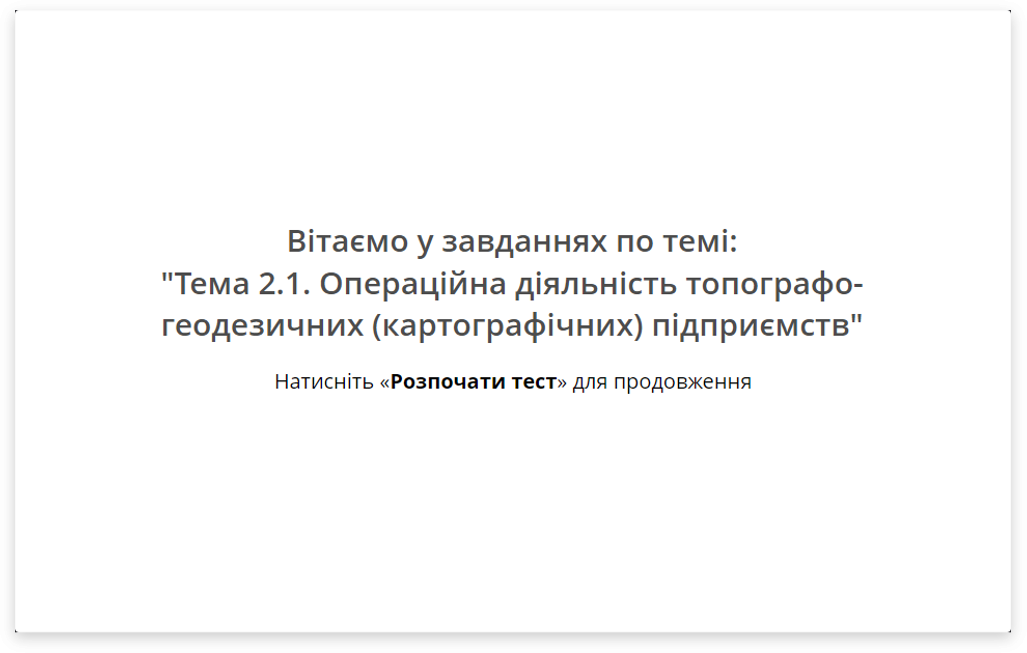 Вітаємо у завданнях по темі:
"Тема 2.1. Операційна діяльність топографо-
геодезичних (картографічних) підприємств"
Натисніть «Розпочати тест» для продовження